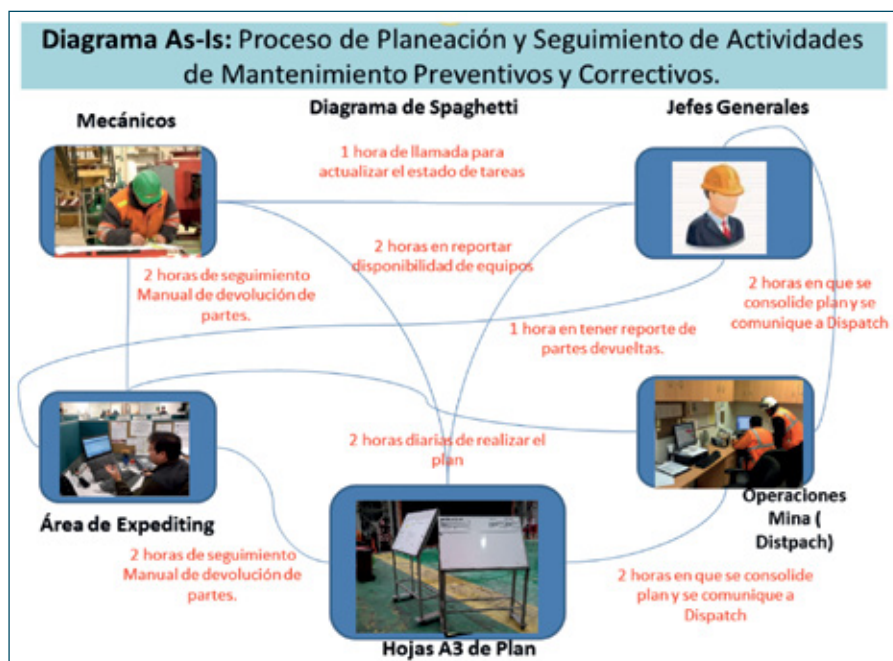 Diagrama As-Is: Proceso de Planeación y Seguimiento de Actividades
de Mantenimiento Preventivos y Correctivos.
Mecánicos
Diagrama de Spaghetti
Jefes Generales
1 hora de llamada para
actualizar el estado de tareas
2 horas en reportar
disponibilidad de equipos
2 horas de seguimiento
Manual de devolución de
partes.
2 horas en que se
consolide plan y se
comunique a Dispatch
1 hora en tener reporte de
partes devueltas.
2 horas diarias de realizar el
plan
Área de Expediting
Operaciones
Mina (
Distpach)
2 horas de seguimiento
Manual de devolución de
partes.
2 horas en que se consolide
plan y se comunique a
Dispatch
Hojas A3 de Plan